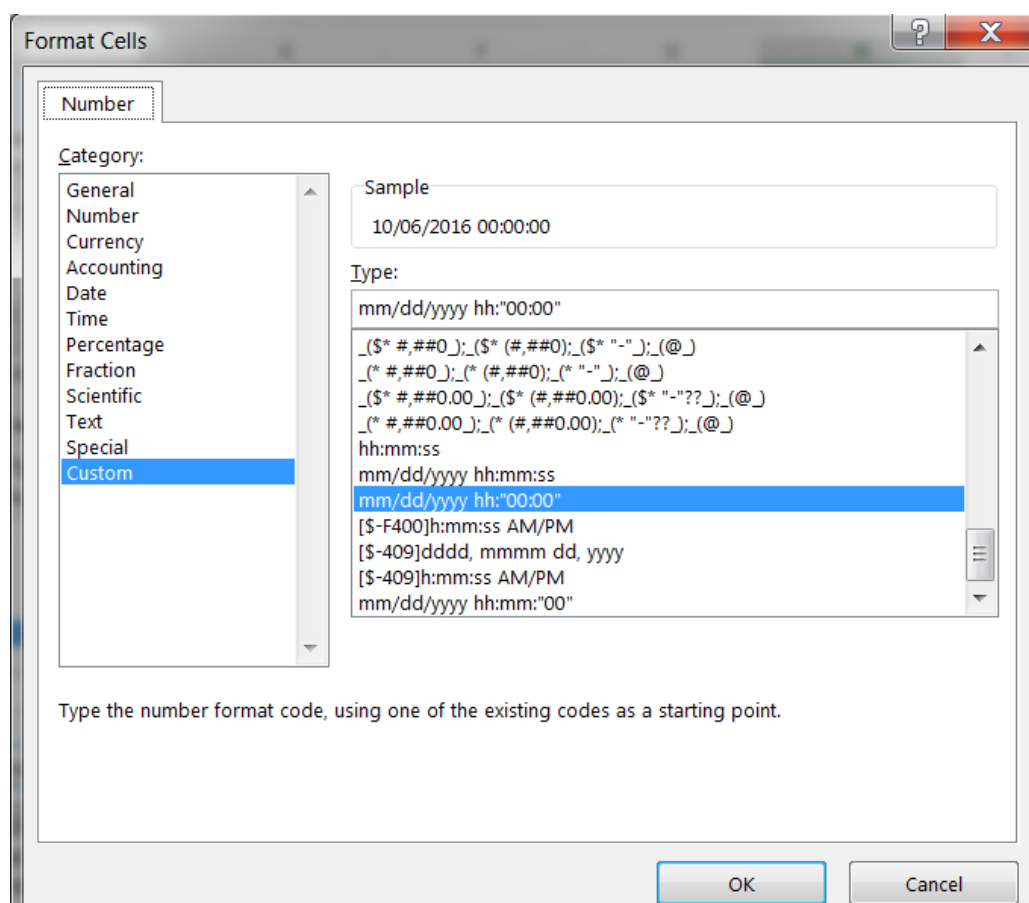 Format Cells
Number
Category:
General
Number
Currency
Accounting
Date
Time
Percentage
Fraction
Scientific
Text
Special
Custom
Sample
10/06/2016 00:00:00
Type:
mm/dd/yyyy hh:"00:00"
_($* #,##0_);_($* (#,##0);_($* "-"_);_(@_)
_(* #,##0_);_(* (#,##0);_(* "-"_);_(@_)
_($* #,##0.00_);_($* (#,##0.00);_($* "-"??_);_(@_)
_(* #,##0.00_);_(* (#,##0.00);_(* "-"??_);_(@_)
hh:mm:ss
mm/dd/yyyy hh:mm:ss
mm/dd/yyyy hh:"00:00"
[$-F400]h:mm:ss AM/PM
[$-409]dddd, mmmm dd, yyyy
[$-409]h:mm:ss AM/PM
mm/dd/yyyy hh:mm:"00"
Type the number format code, using one of the existing codes as a starting point.
OK
Cancel